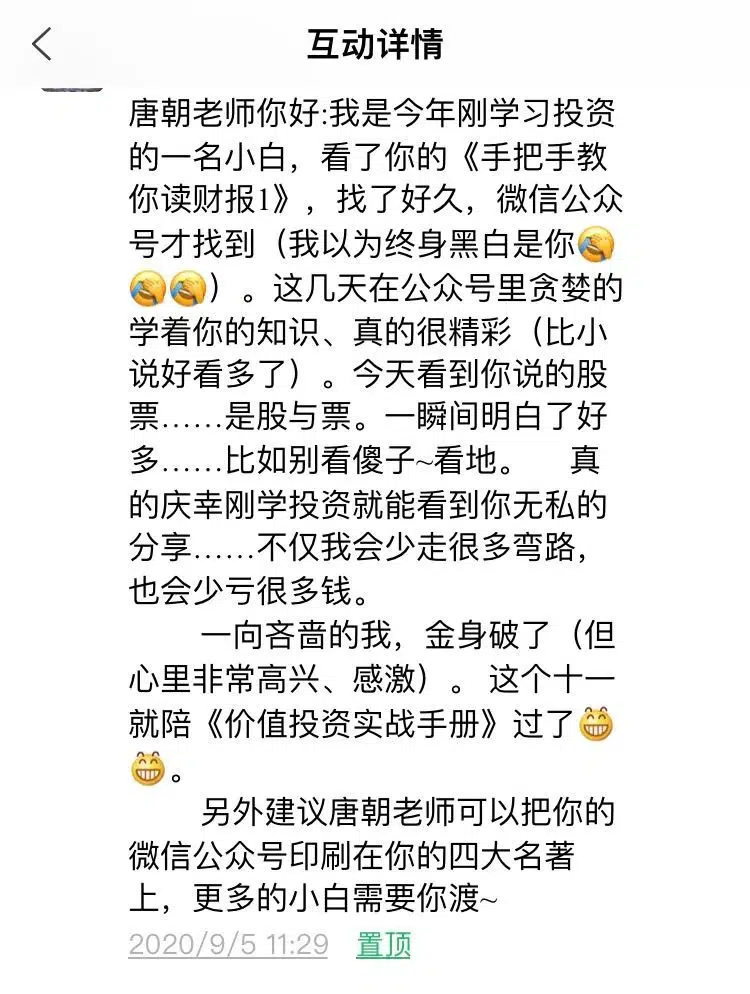 互动详情
唐朝老师你好:我是今年刚学习投资
的一名小白，看了你的《手把手教
你读财报1》，找了好久，微信公众
号才找到（我以为终身黑白是你🤦
🤦🤦）。这几天在公众号里贪婪的
学着你的知识、真的很精彩（比小
说好看多了）。今天看到你说的股
票……是股与票。一瞬间明白了好
多……比如别看傻子~看地。 真
的庆幸刚学投资就能看到你无私的
分享……不仅我会少走很多弯路，
也会少亏很多钱。
一向吝啬的我，金身破了（但
心里非常高兴、感激）。 这个十一
就陪《价值投资实战手册》过了😁
😁。
另外建议唐朝老师可以把你的
微信公众号印刷在你的四大名著
上，更多的小白需要你渡~
2020/9/5 11:29 置顶